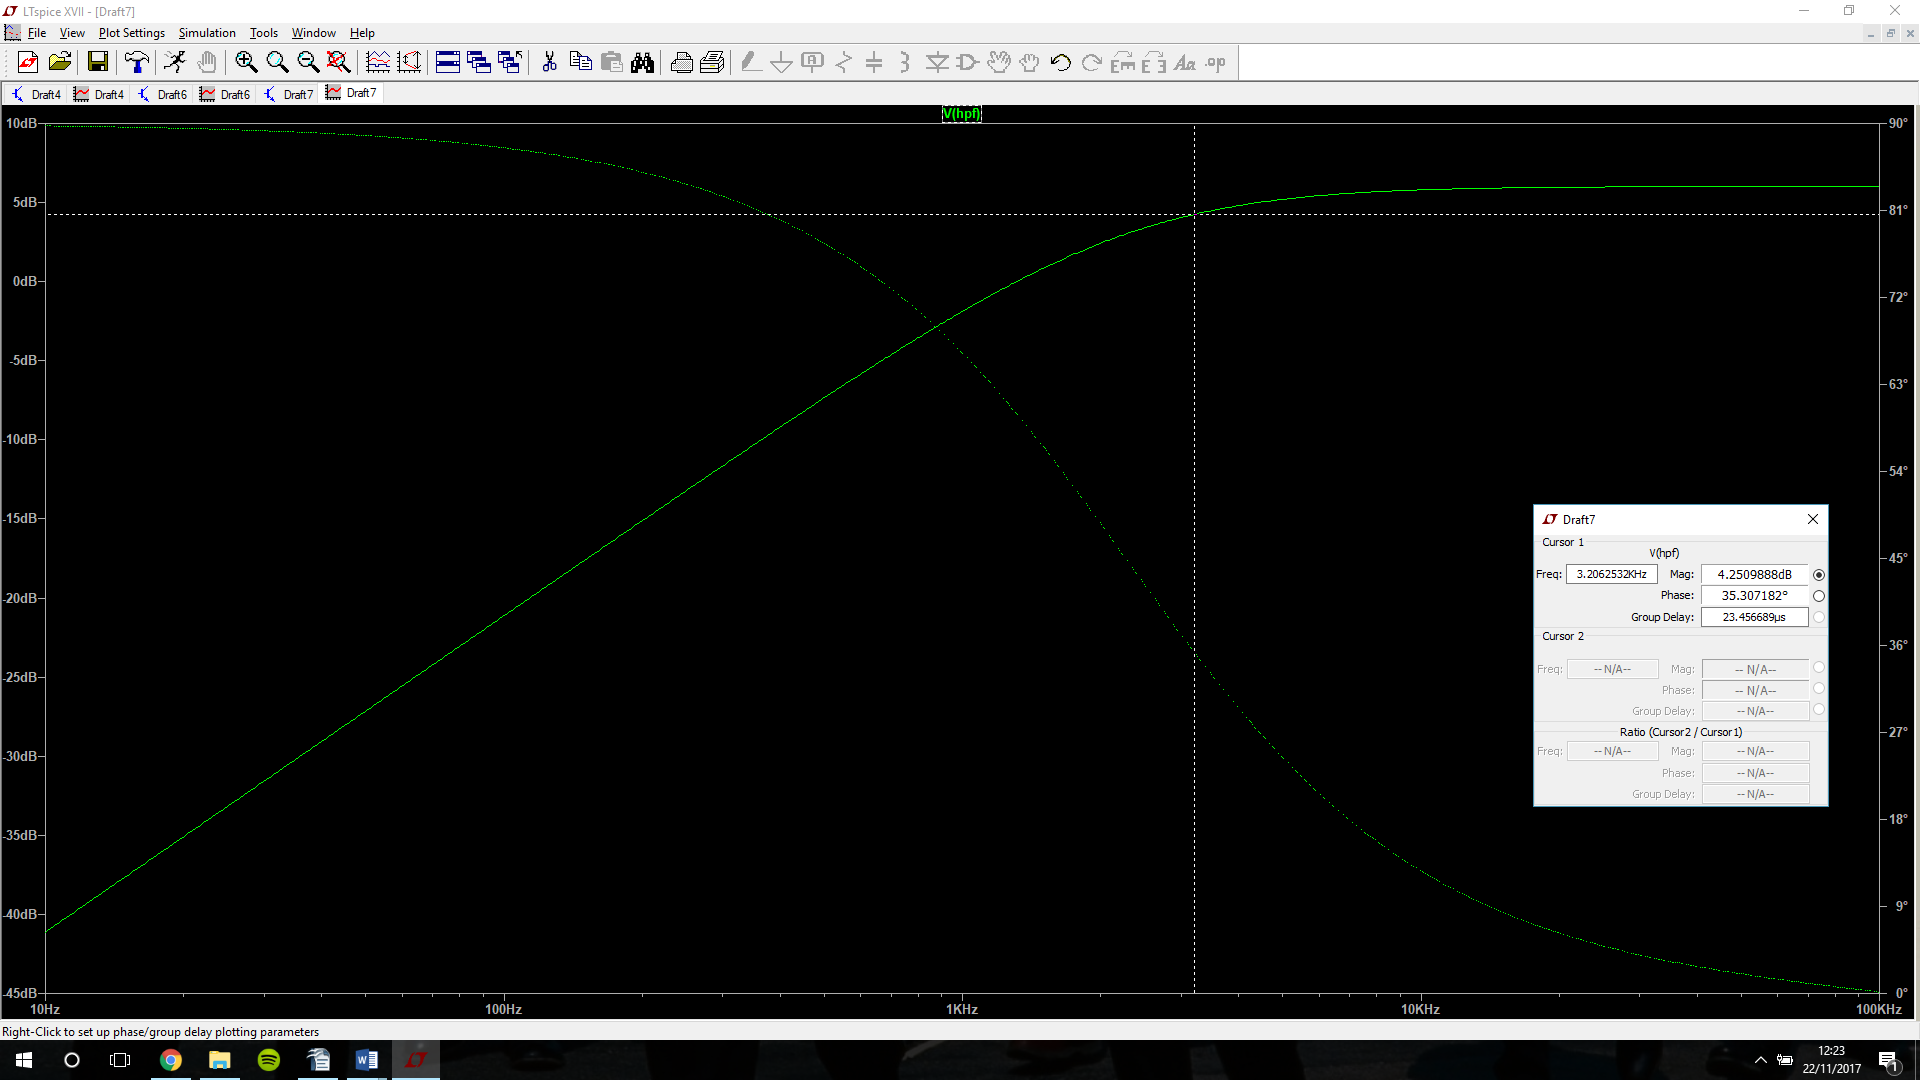 LTspice XVII - [Draft7]
File View Plot Settings Simulation Tools Window Help
Draft4 Draft4 Draft6 Draft6 Draft7 Draft7
V(hpf)
10dB
5dB
0dB
-5dB
-10dB
-15dB
-20dB
-25dB
-30dB
-35dB
-40dB
-45dB
90°
81°
72°
63°
54°
45°
36°
27°
18°
9°
0°
10Hz 100Hz 1KHz 10KHz 100KHz
Draft7
Cursor 1
V(hpf)
Freq: 3.2062532KHz Mag: 4.2509888dB
Phase: 35.307182°
Group Delay: 23.456689µs
Cursor 2
Freq: -- N/A-- Mag: -- N/A--
Phase: -- N/A--
Group Delay: -- N/A--
Ratio (Cursor2 / Cursor1)
Freq: -- N/A-- Mag: -- N/A--
Phase: -- N/A--
Group Delay: -- N/A--
Right-Click to set up phase/group delay plotting parameters
12:23
22/11/2017
1